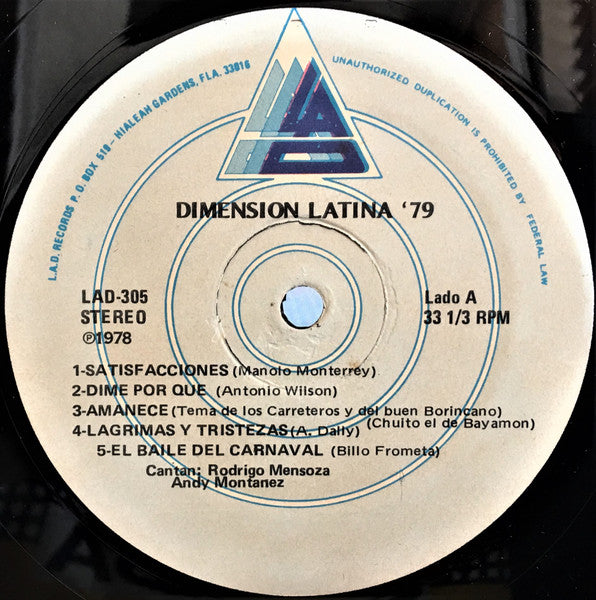 L.A.D. RECORDS P.O. BOX 519 – HIALEAH GARDENS, FLA. 33016
UNAUTHORIZED DUPLICATION IS PROHIBITED BY FEDERAL LAW
LAD
DIMENSION LATINA ‘79
LAD-305
STEREO
℗1978
Lado A
33 1/3 RPM
1-SATISFACCIONES (Manolo Monterrey)
2-DIME POR QUE (Antonio Wilson)
3-AMANECE (Tema de los Carreteros y del buen Borincano)
(Chuito el de Bayamon)
4-LAGRIMAS Y TRISTEZAS (A. Dally)
5-EL BAILE DEL CARNAVAL (Billo Frometa)
Cantan: Rodrigo Mensoza
Andy Montanez